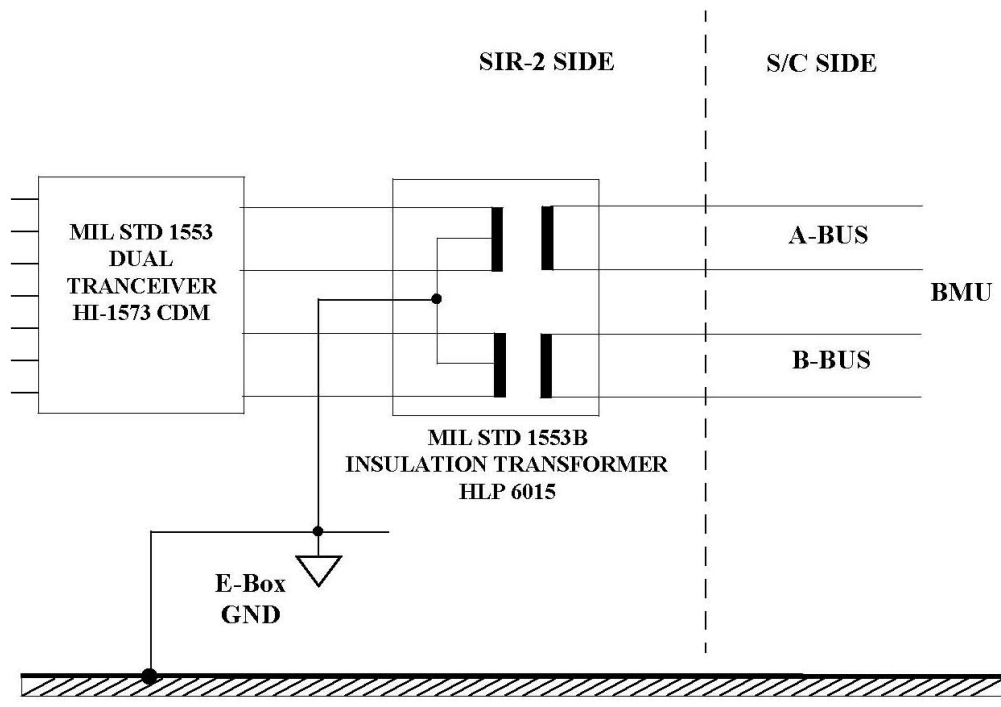 SIR-2 SIDE
S/C SIDE
MIL STD 1553
DUAL
TRANCEIVER
HI-1573 CDM
A-BUS
BMU
B-BUS
MIL STD 1553B
INSULATION TRANSFORMER
HLP 6015
E-Box
GND